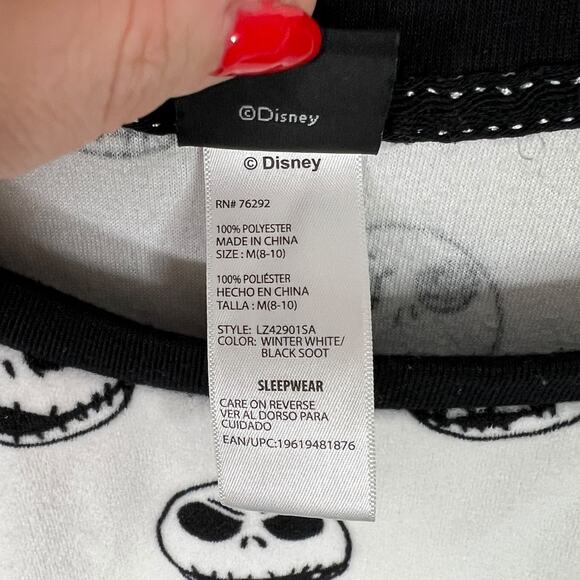 ©Disney
© Disney
RN# 76292
100% POLYESTER
MADE IN CHINA
SIZE : M(8-10)
100% POLIÉSTER
HECHO EN CHINA
TALLA : M(8-10)
STYLE: LZ42901SA
COLOR: WINTER WHITE/
BLACK SOOT
SLEEPWEAR
CARE ON REVERSE
VER AL DORSO PARA
CUIDADO
EAN/UPC:19619481876